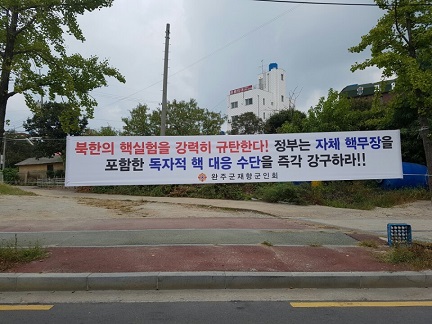 북한의 핵실험을 강력히 규탄한다! 정부는 자체 핵무장을
포함한 독자적 핵 대응 수단을 즉각 강구하라!!
완주군재향군인회